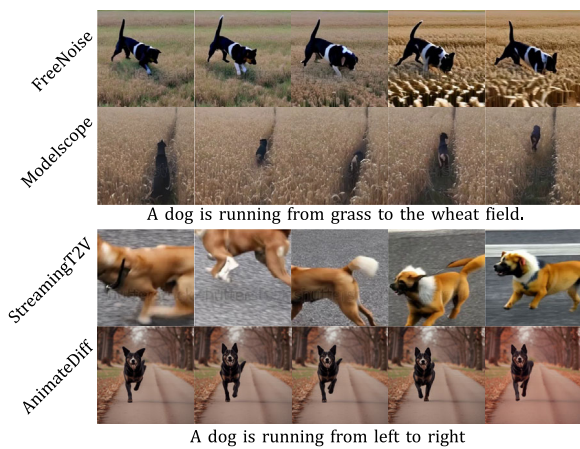 FreeNoise
Modelscope
A dog is running from grass to the wheat field.
StreamingT2V
AnimateDiff
A dog is running from left to right